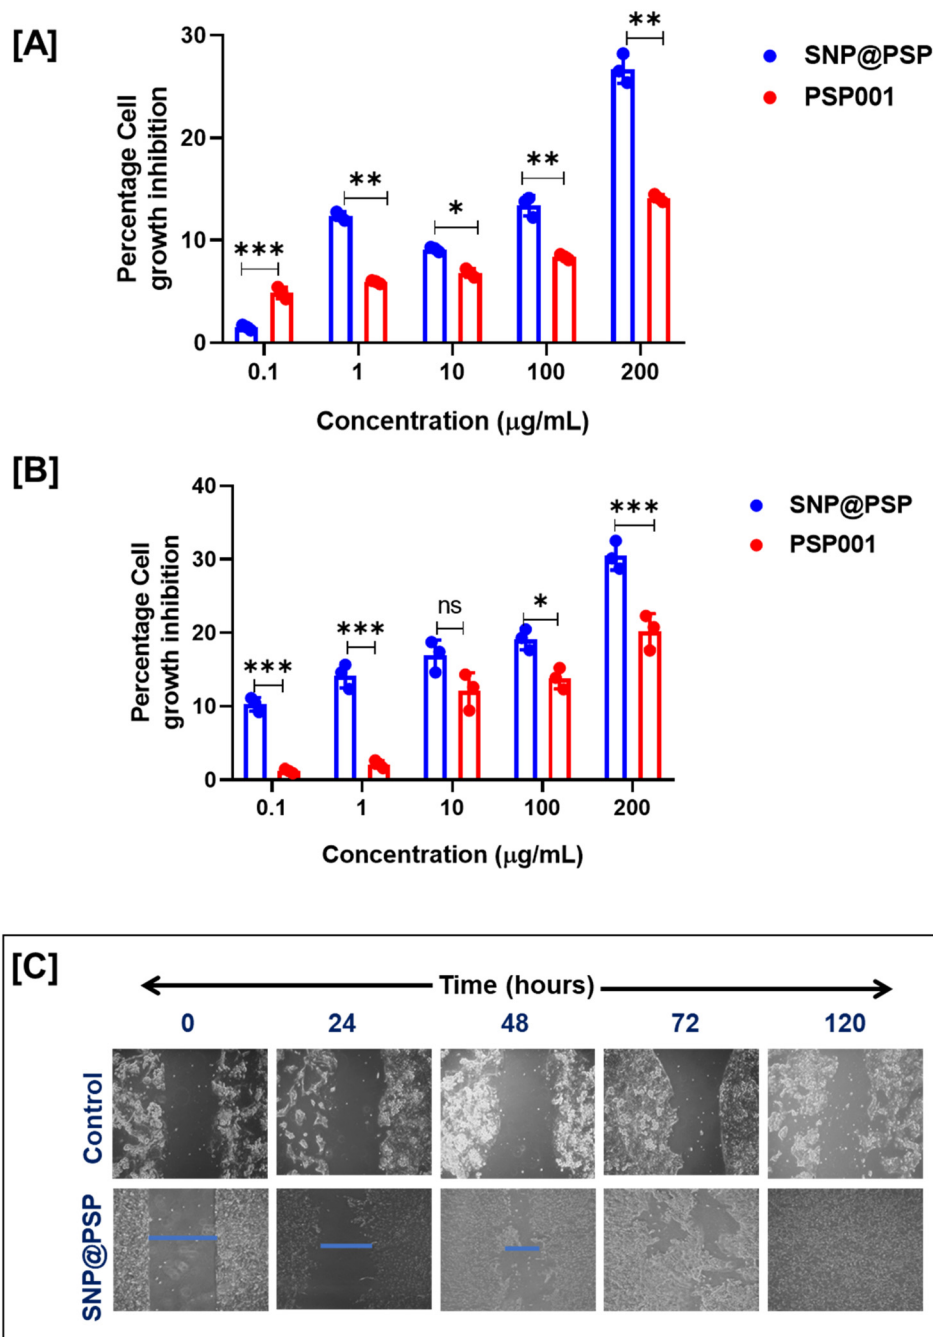 [A]
Percentage Cell
growth inhibition
30
20
10
0
***
**
*
**
**
SNP@PSP
PSP001
0.1 1 10 100 200
Concentration (μg/mL)
[B]
Percentage Cell
growth inhibition
40
30
20
10
0
***
***
ns
*
***
SNP@PSP
PSP001
0.1 1 10 100 200
Concentration (μg/mL)
[C]
Time (hours)
0 24 48 72 120
Control
SNP@PSP